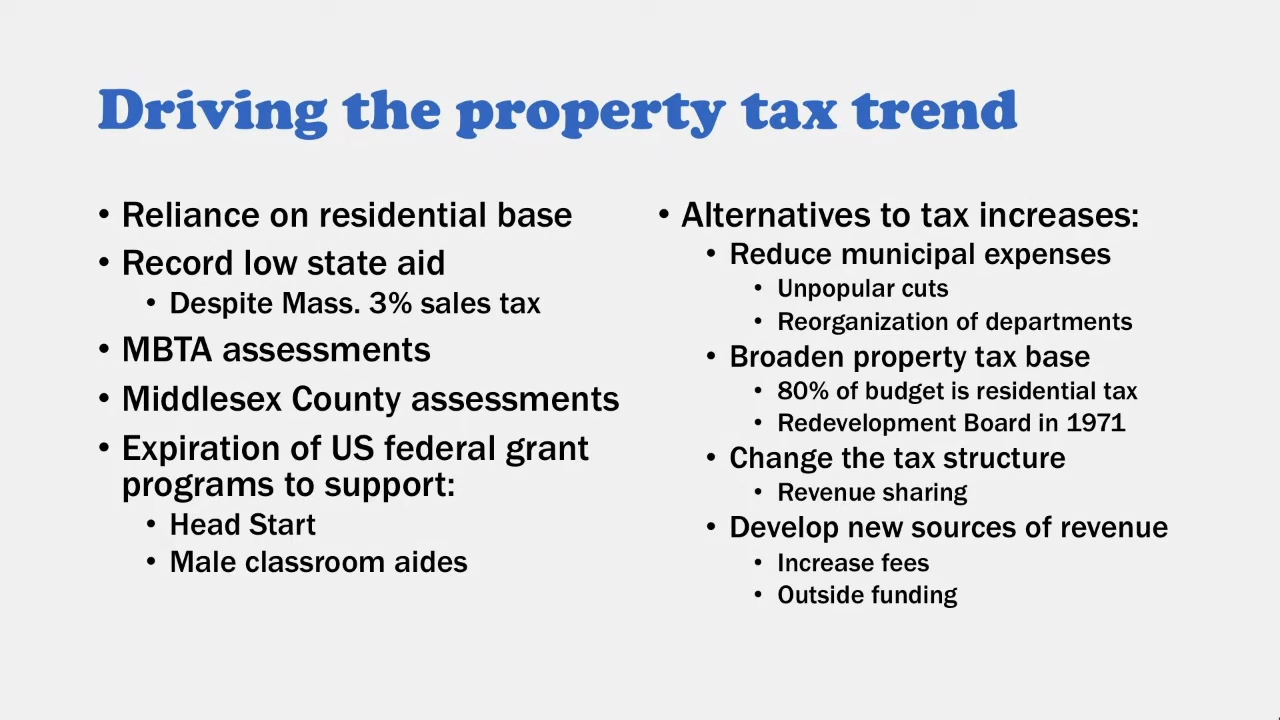 Driving the property tax trend
• Reliance on residential base
• Record low state aid
• Despite Mass. 3% sales tax
• MBTA assessments
• Middlesex County assessments
• Expiration of US federal grant
programs to support:
• Head Start
• Male classroom aides
• Alternatives to tax increases:
• Reduce municipal expenses
• Unpopular cuts
• Reorganization of departments
• Broaden property tax base
• 80% of budget is residential tax
• Redevelopment Board in 1971
• Change the tax structure
• Revenue sharing
• Develop new sources of revenue
• Increase fees
• Outside funding